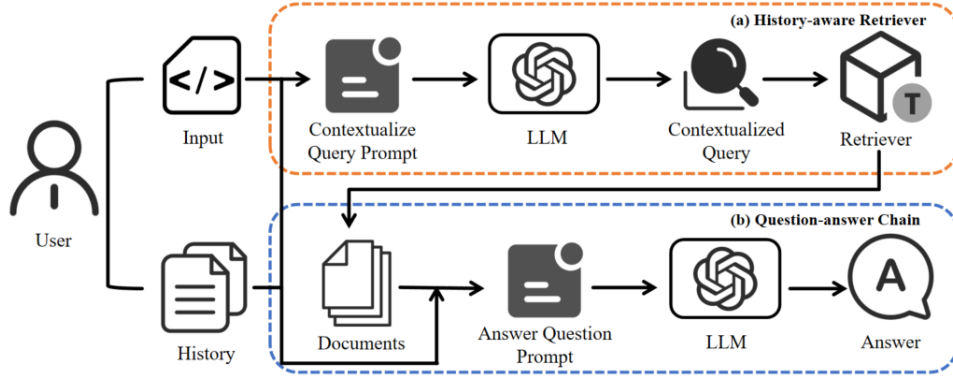 (a) History-aware Retriever
</>
Input
Contextualize
Query Prompt
LLM
Contextualized
Query
T
Retriever
User
(b) Question-answer Chain
History
Documents
Answer Question
Prompt
LLM
A
Answer